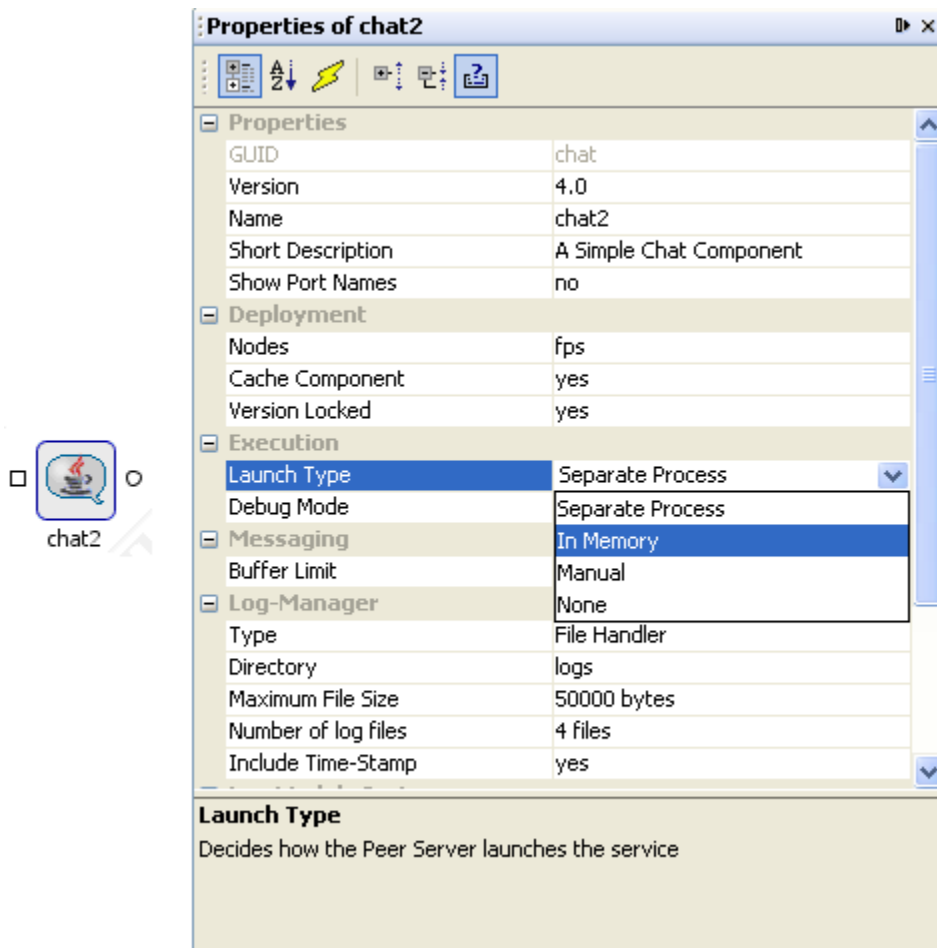 Properties of chat2
Properties
GUID chat
Version 4.0
Name chat2
Short Description A Simple Chat Component
Show Port Names no
Deployment
Nodes fps
Cache Component yes
Version Locked yes
Execution
Launch Type Separate Process
Debug Mode Separate Process
Messaging In Memory
Buffer Limit Manual
Log-Manager None
Type File Handler
Directory logs
Maximum File Size 50000 bytes
Number of log files 4 files
Include Time-Stamp yes
Launch Type
Decides how the Peer Server launches the service
chat2